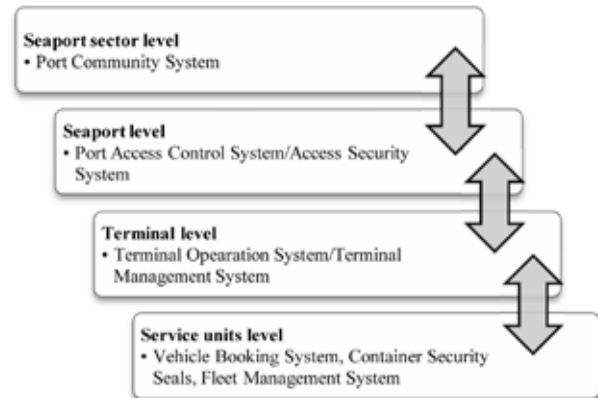 Seaport sector level
• Port Community System
Seaport level
• Port Access Control System/Access Security
System
Terminal level
• Terminal Opearation System/Terminal
Management System
Service units level
• Vehicle Booking System, Container Security
Seals, Fleet Management System